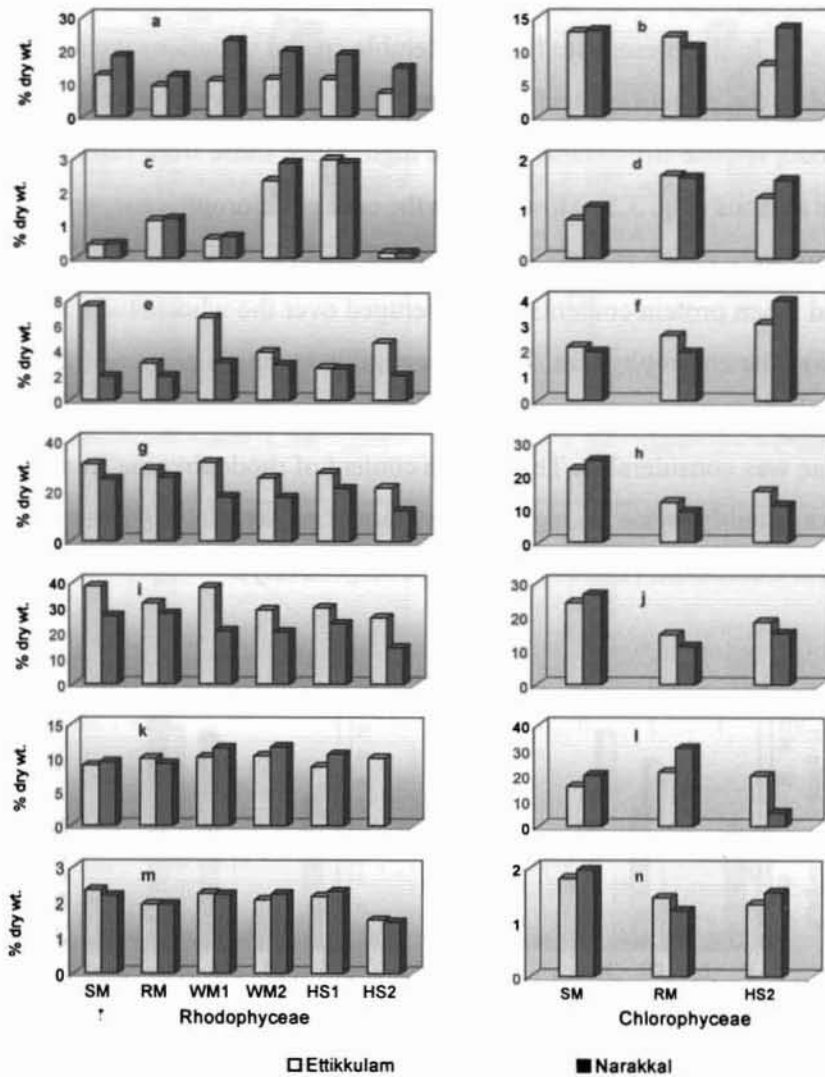 30 a 15 b
20 10
% dry wt.
10 5
0 0
3 c 2 d
% dry wt.
2
1 1
0 0
8 e 4 f
6 3
% dry wt.
4 2
2 1
0 0
40 g 30 h
% dry wt.
20 20
10
0 0
40 i 30 j
30
% dry wt.
20 20
10 10
0 0
15 k 40 l
10 30
% dry wt.
20
5 10
0 0
3 m 2 n
2
% dry wt.
1 1
0 0
SM RM WM1 WM2 HS1 HS2 SM RM HS2
Rhodophyceae Chlorophyceae
Ettikkulam Narakkal